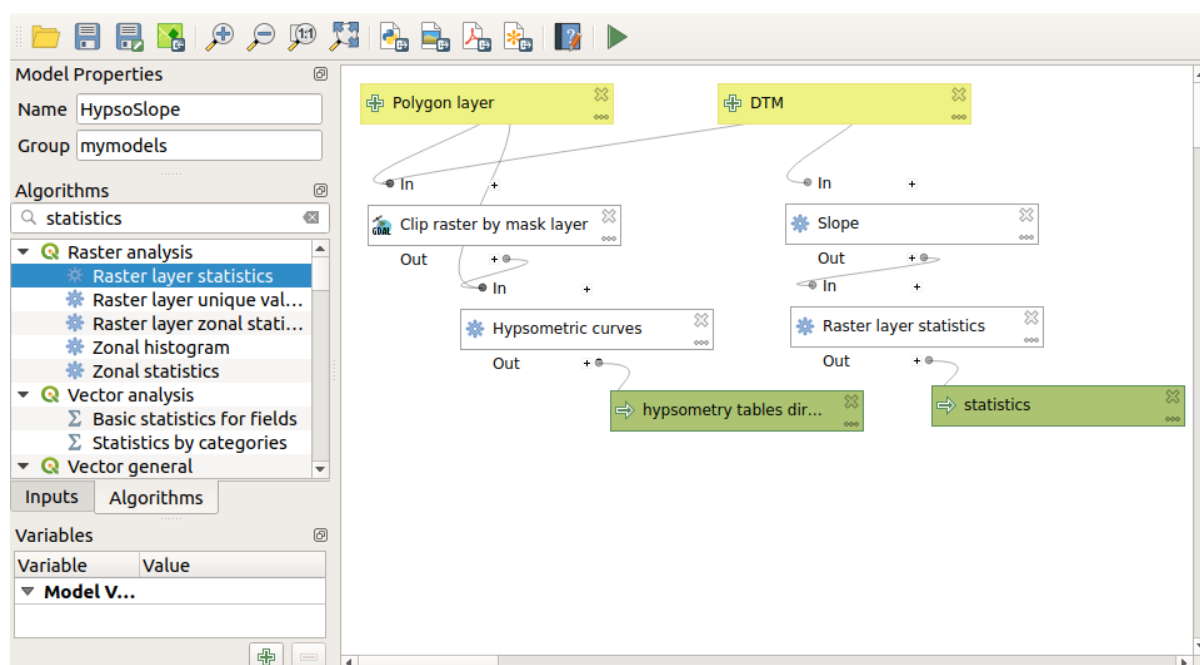 1:1
Model Properties
Name HypsoSlope
Group mymodels
Algorithms
statistics
Raster analysis
Raster layer statistics
Raster layer unique val...
Raster layer zonal stati...
Zonal histogram
Zonal statistics
Vector analysis
Basic statistics for fields
Statistics by categories
Vector general
Inputs Algorithms
Variables
Variable Value
Model V...
Polygon layer
DTM
In
In
GDAL Clip raster by mask layer
Slope
Out
Out
In
In
Hypsometric curves
Raster layer statistics
Out
Out
hypsometry tables dir...
statistics